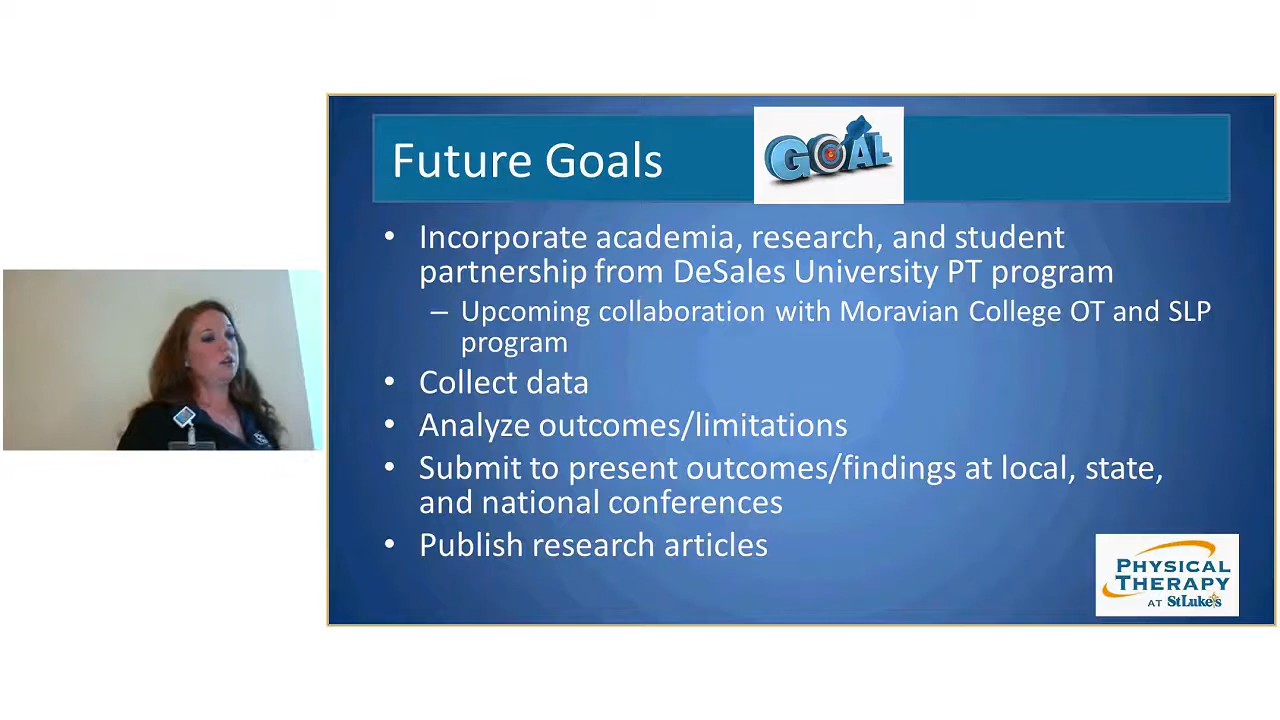 Future Goals
GOAL
• Incorporate academia, research, and student
partnership from DeSales University PT program
– Upcoming collaboration with Moravian College OT and SLP
program
• Collect data
• Analyze outcomes/limitations
• Submit to present outcomes/findings at local, state,
and national conferences
• Publish research articles
PHYSICAL
THERAPY
AT StLuke's